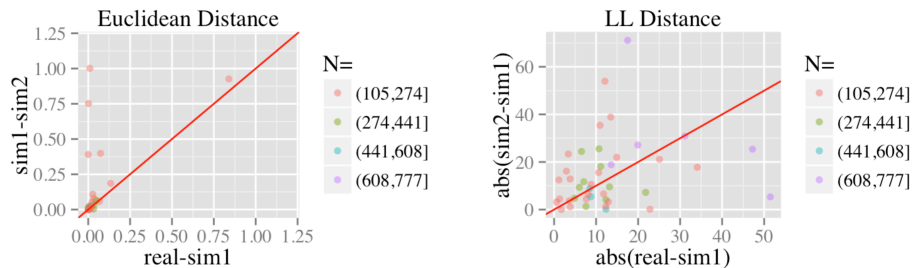 Euclidean Distance
1.25
1.00
0.75
0.50
0.25
0.00
sim1-sim2
0.00 0.25 0.50 0.75 1.00 1.25
real-sim1
N=
(105,274]
(274,441]
(441,608]
(608,777]
LL Distance
60
40
20
0
abs(sim2-sim1)
0 10 20 30 40 50
abs(real-sim1)
N=
(105,274]
(274,441]
(441,608]
(608,777]